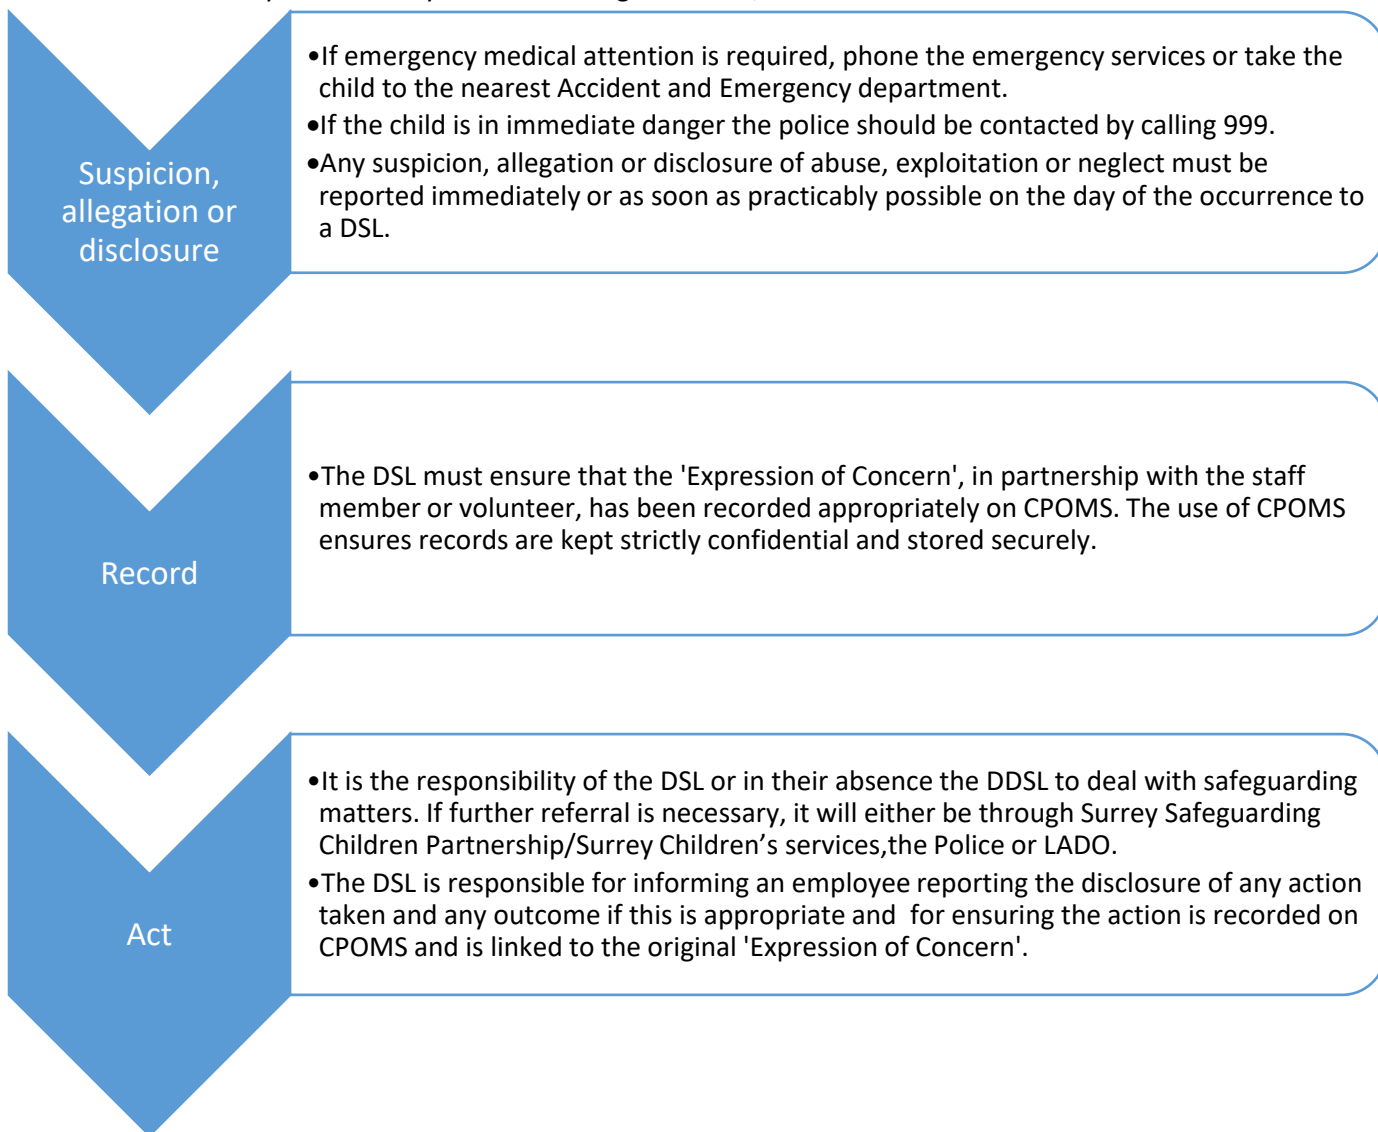 Suspicion,
allegation or
disclosure
•If emergency medical attention is required, phone the emergency services or take the
child to the nearest Accident and Emergency department.
•If the child is in immediate danger the police should be contacted by calling 999.
•Any suspicion, allegation or disclosure of abuse, exploitation or neglect must be
reported immediately or as soon as practicably possible on the day of the occurrence to
a DSL.
Record
•The DSL must ensure that the 'Expression of Concern', in partnership with the staff
member or volunteer, has been recorded appropriately on CPOMS. The use of CPOMS
ensures records are kept strictly confidential and stored securely.
Act
•It is the responsibility of the DSL or in their absence the DDSL to deal with safeguarding
matters. If further referral is necessary, it will either be through Surrey Safeguarding
Children Partnership/Surrey Children’s services,the Police or LADO.
•The DSL is responsible for informing an employee reporting the disclosure of any action
taken and any outcome if this is appropriate and  for ensuring the action is recorded on
CPOMS and is linked to the original 'Expression of Concern'.